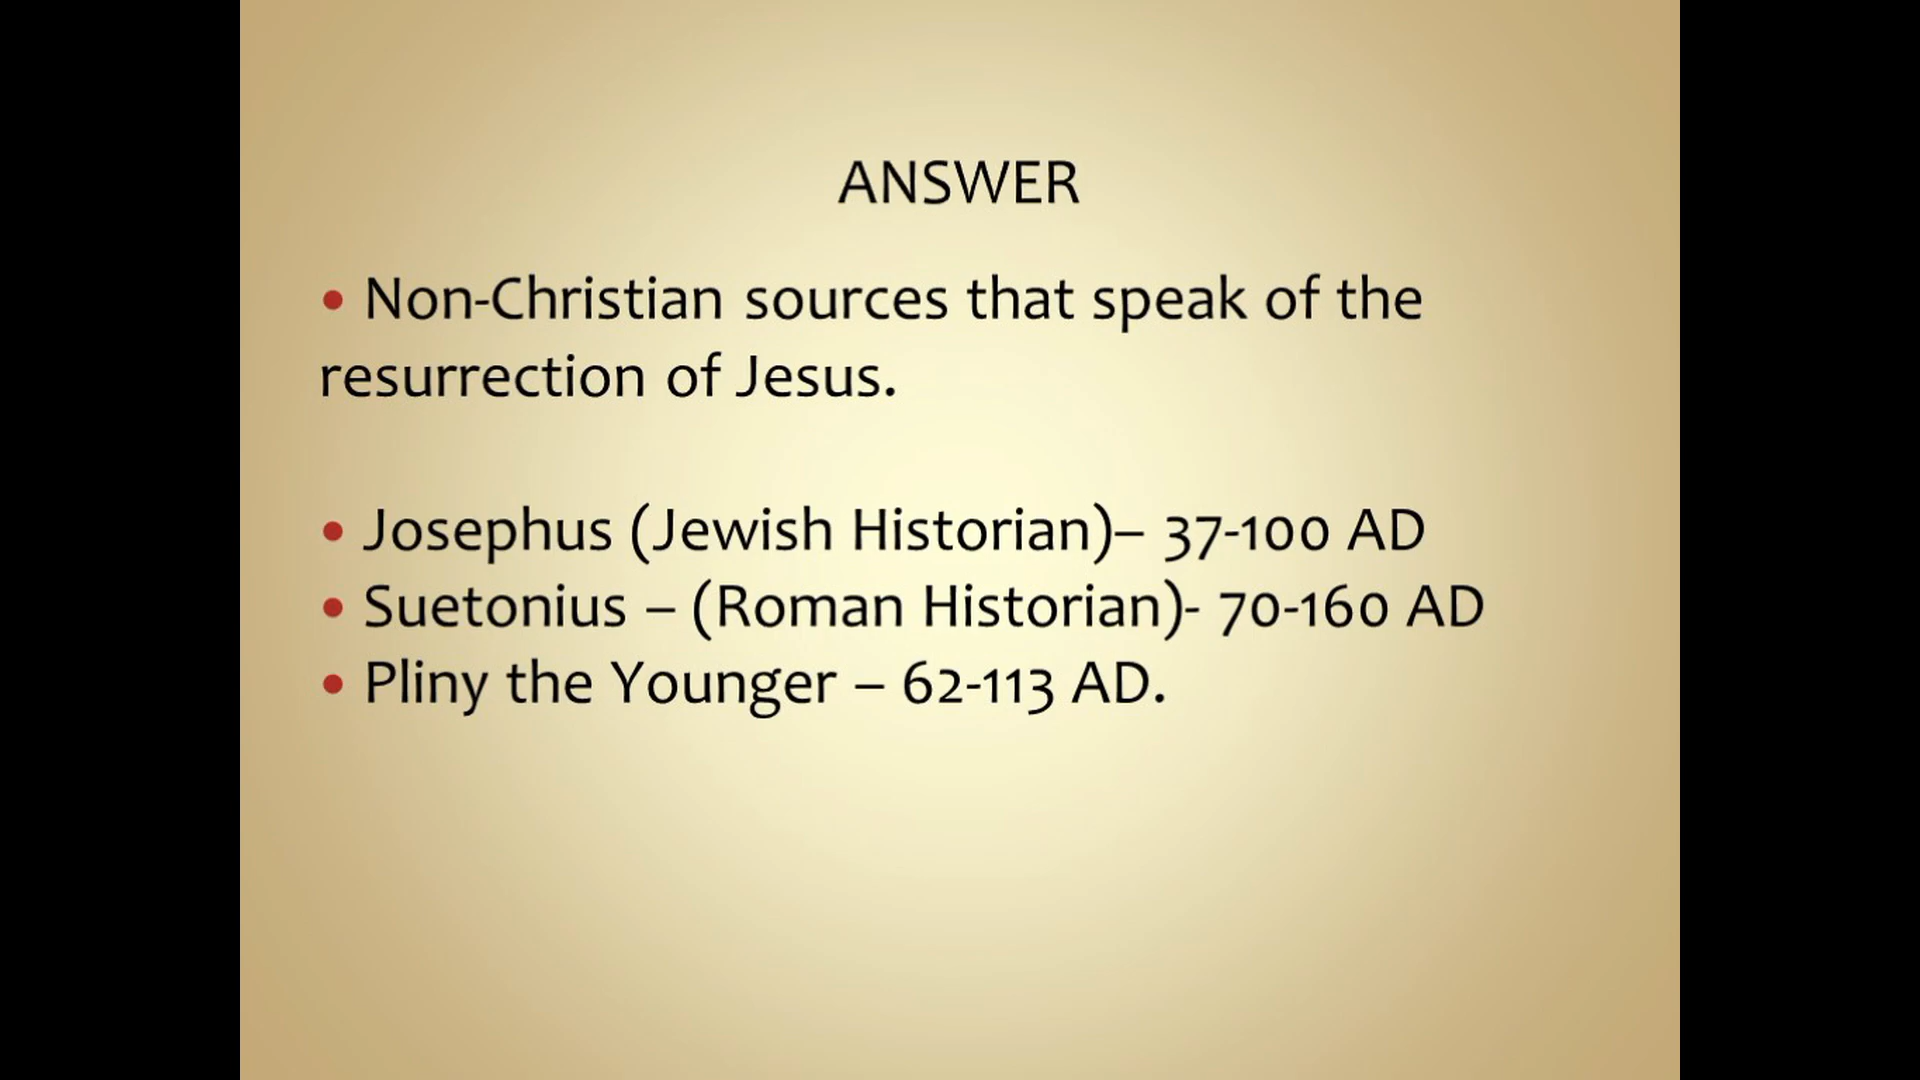 ANSWER
• Non-Christian sources that speak of the
resurrection of Jesus.
• Josephus (Jewish Historian)– 37-100 AD
• Suetonius – (Roman Historian)- 70-160 AD
• Pliny the Younger – 62-113 AD.